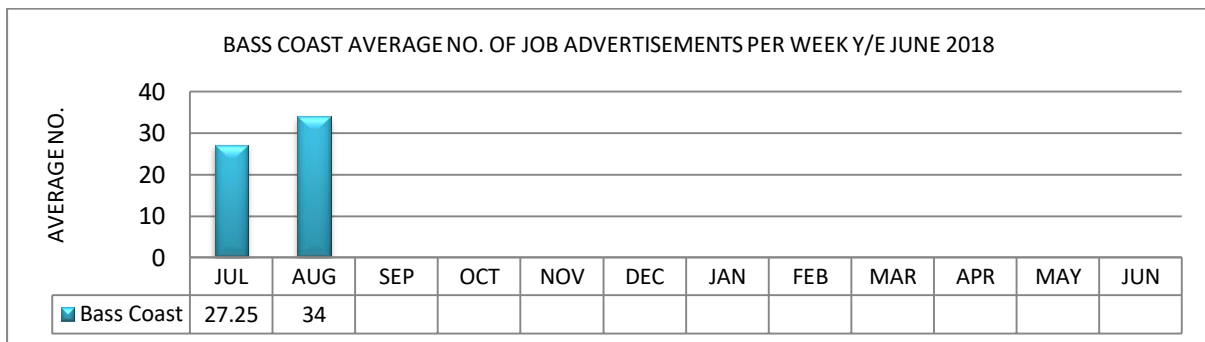 BASS COAST AVERAGE NO. OF JOB ADVERTISEMENTS PER WEEK Y/E JUNE 2018
AVERAGE NO.
40
30
20
10
0
JUL AUG SEP OCT NOV DEC JAN FEB MAR APR MAY JUN
Bass Coast 27.25 34